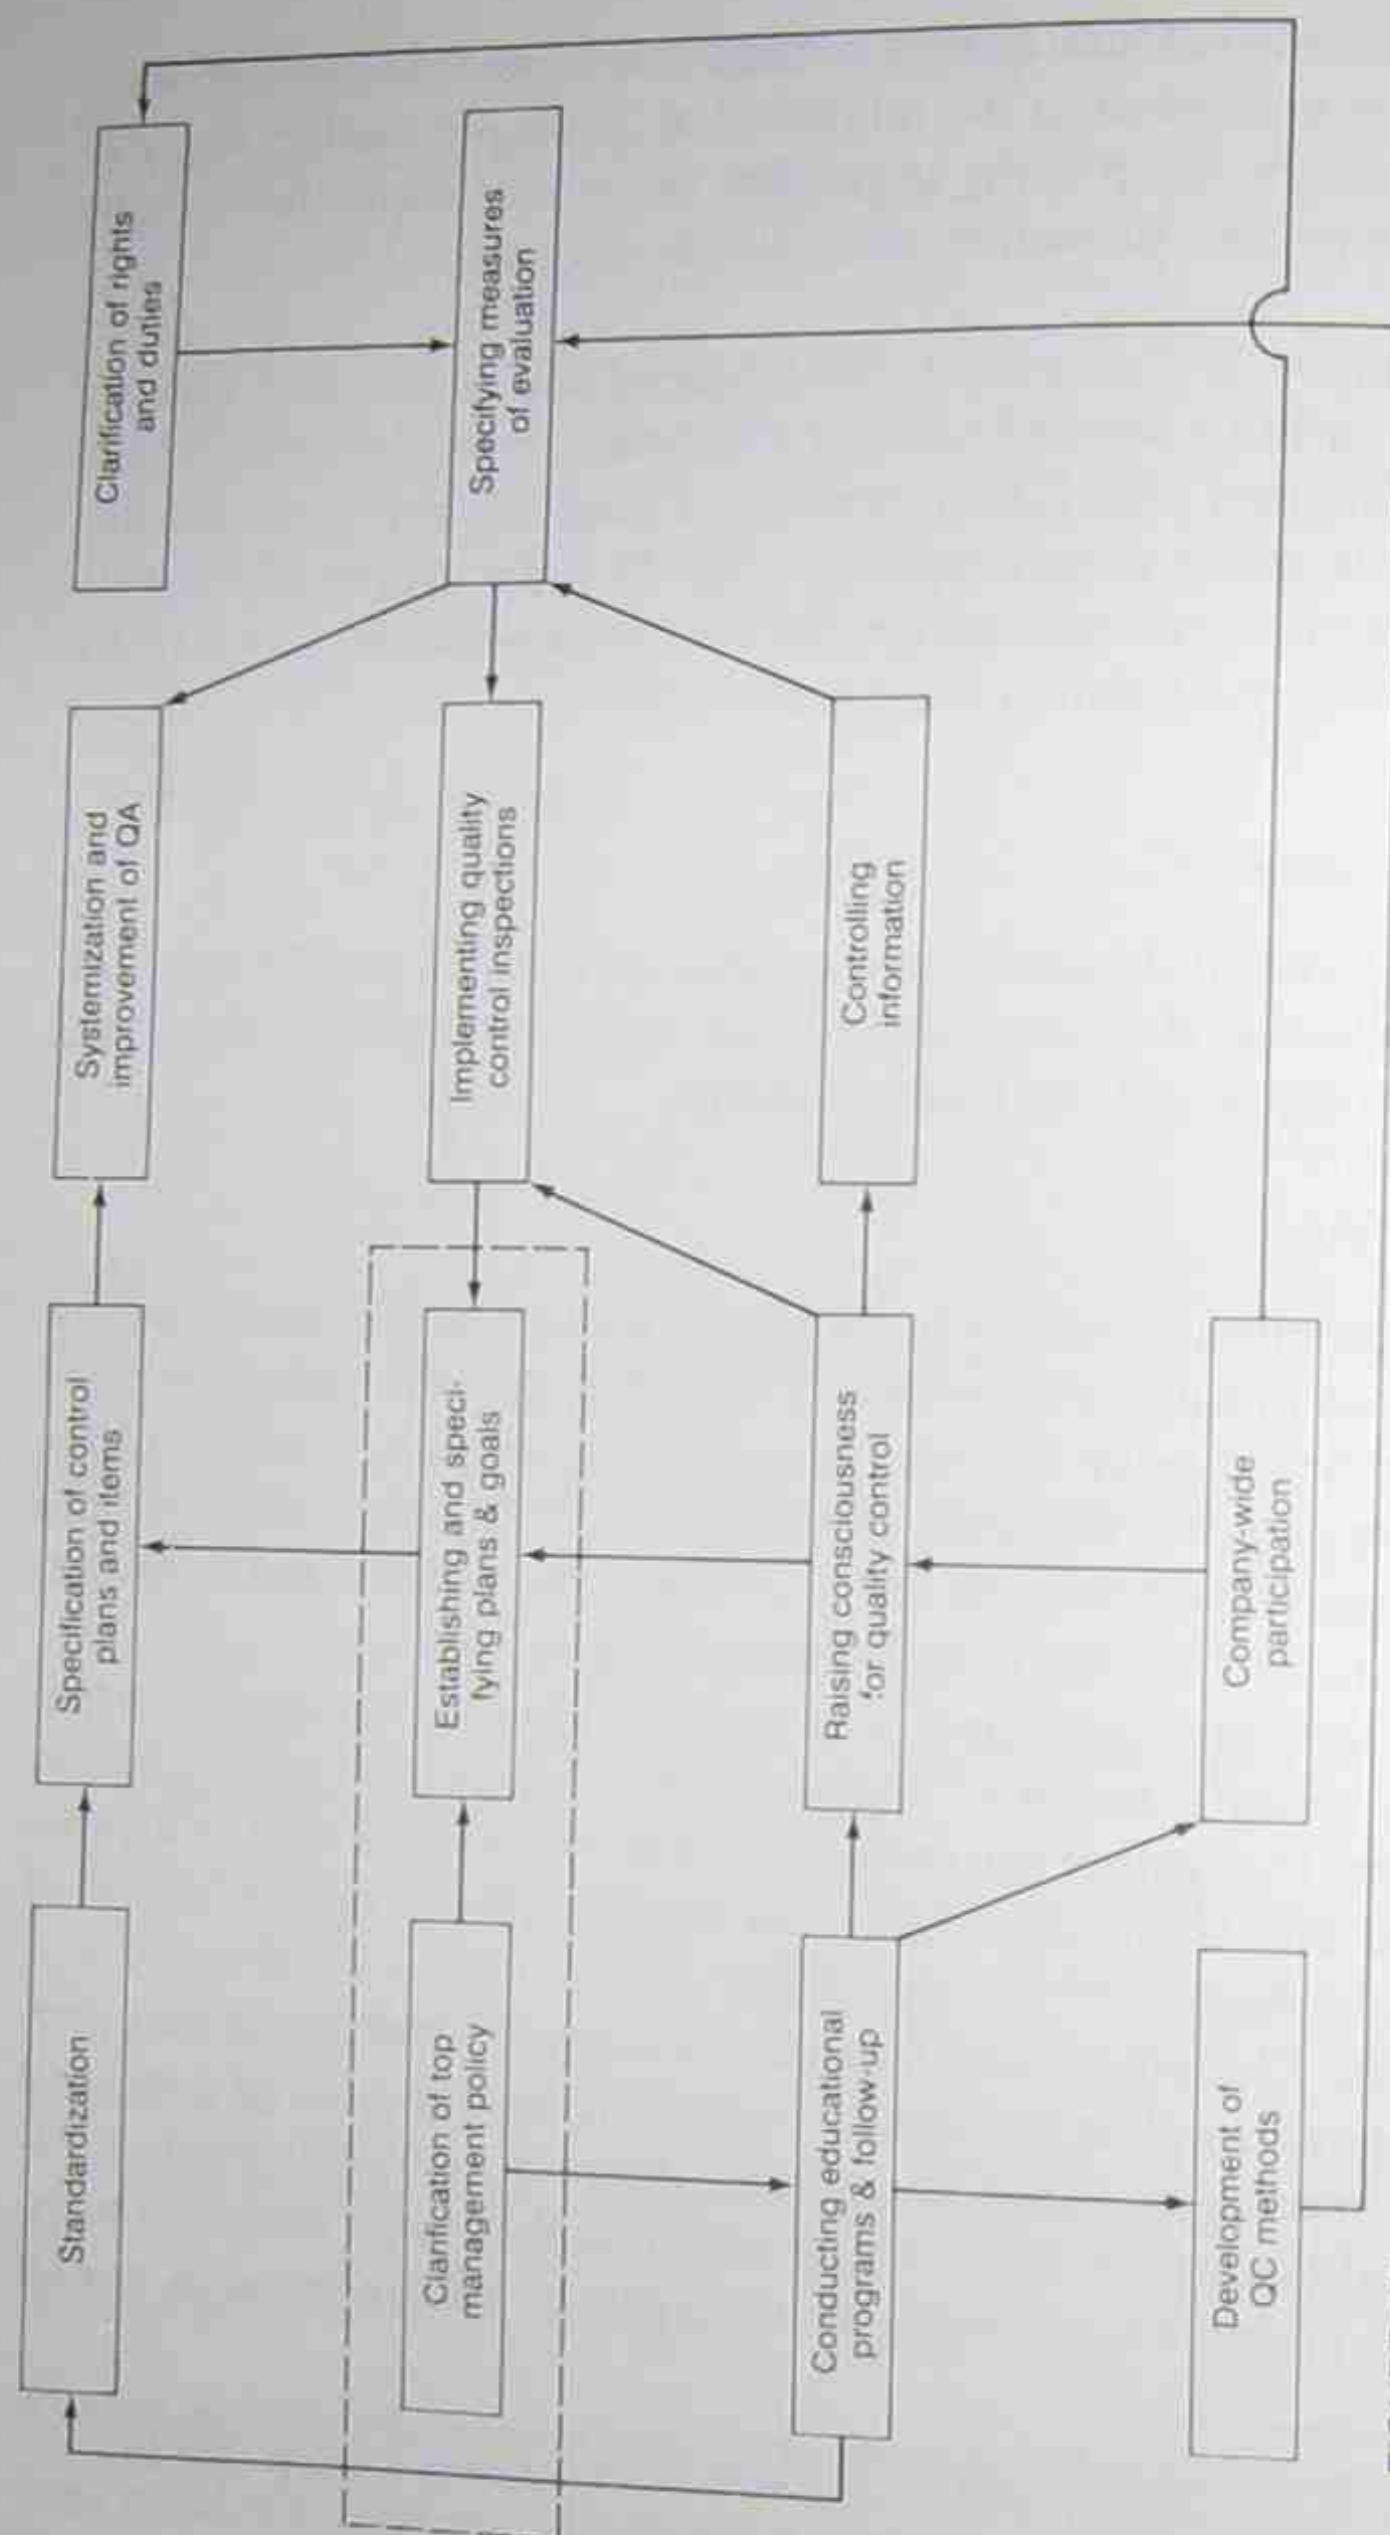 Standardization
Specification of control
plans and items
Systemization and
improvement of QA
Clarification of rights
and duties
Clarification of top
management policy
Establishing and speci-
fying plans & goals
Implementing quality
control inspections
Specifying measures
of evaluation
Conducting educational
programs & follow-up
Raising consciousness
for quality control
Controlling
information
Development of
QC methods
Company-wide
participation